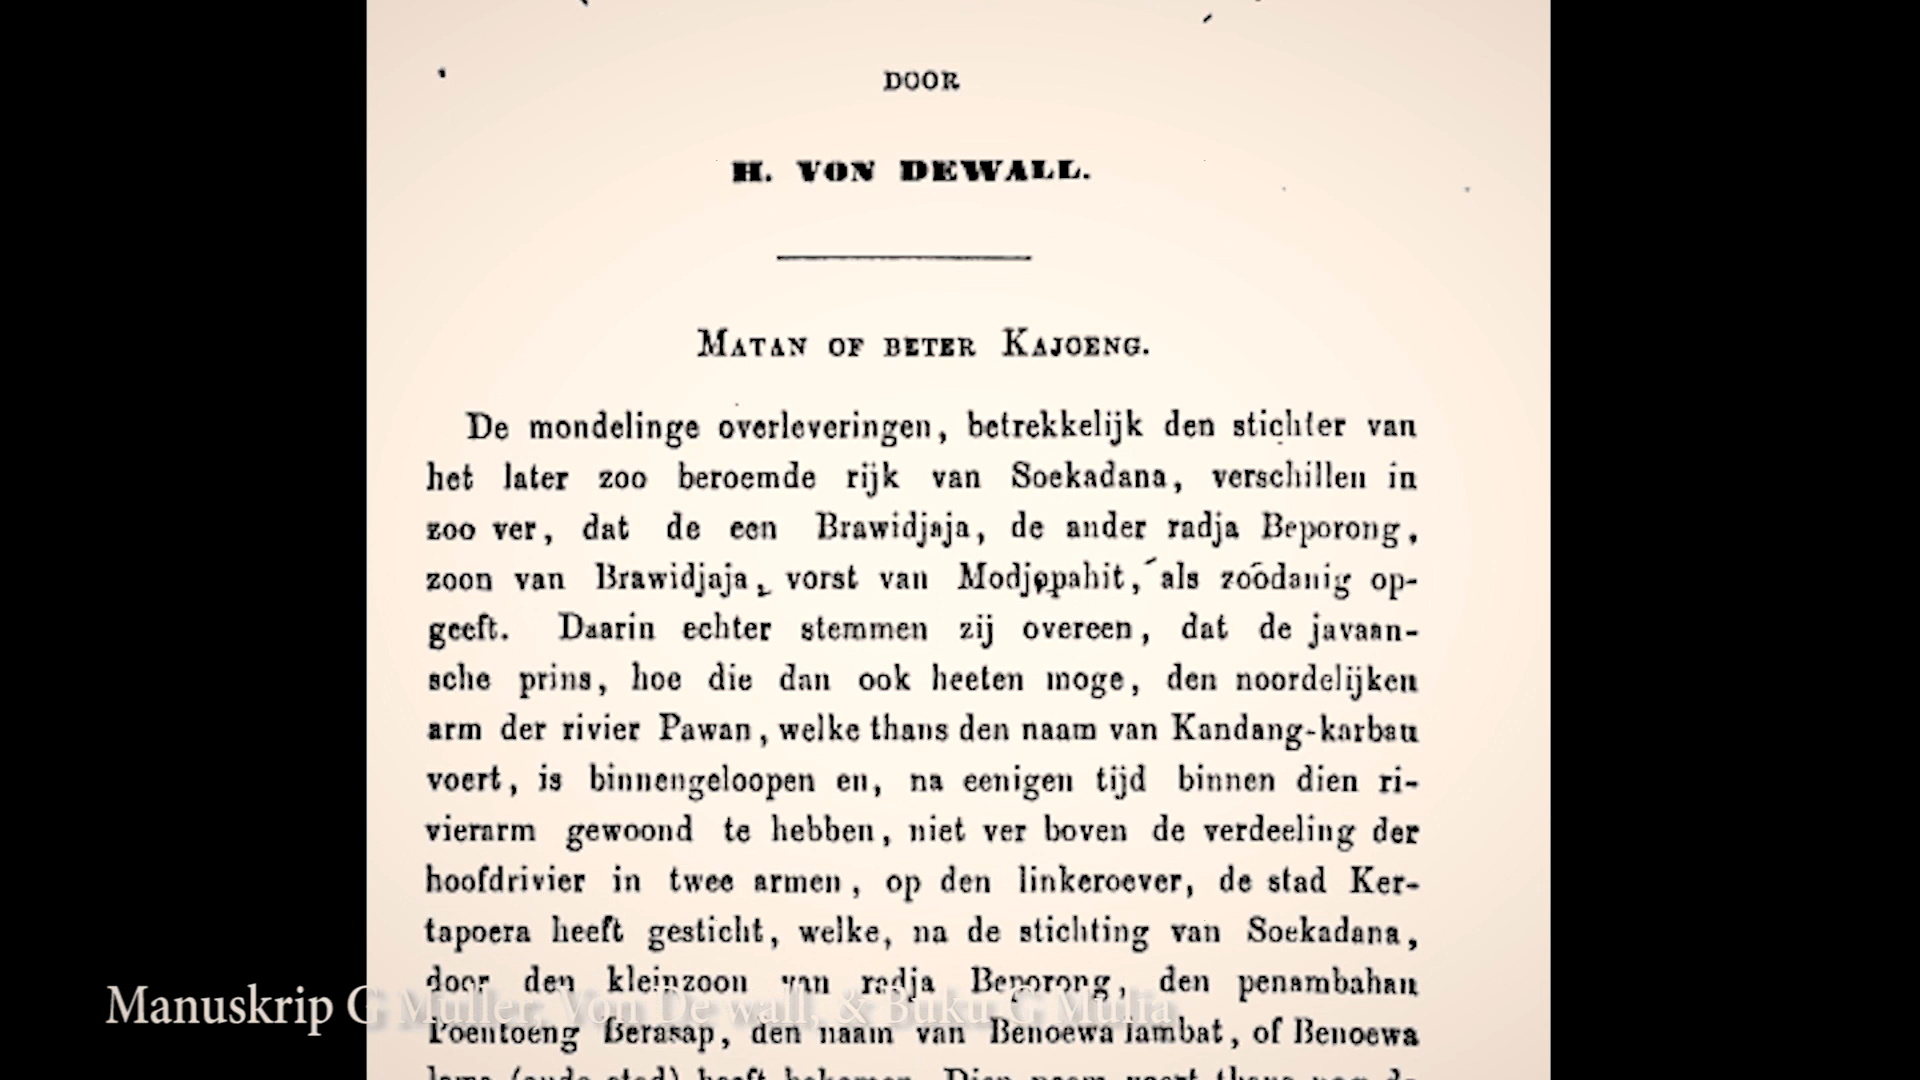 DOOR
H. VON DEWALL.
MATAN OF BETER KAJOENG.
De mondelinge overleveringen, betrekkelijk den stichter van
het later zoo beroemde rijk van Soekadana, verschillen in
zoo ver, dat de een Brawidjaja, de ander radja Beporong,
zoon van Brawidjaja, vorst van Modjopahit, als zoodanig op-
geeft. Daarin echter stemmen zij overeen, dat de javaan-
sche prins, hoe die dan ook heeten moge, den noordelijken
arm der rivier Pawan, welke thans den naam van Kandang-karbau
voert, is binnengeloopen en, na eenigen tijd binnen dien ri-
vierarm gewoond te hebben, niet ver boven de verdeeling der
hoofdrivier in twee armen, op den linkeroever, de stad Ker-
tapoera heeft gesticht, welke, na de stichting van Soekadana,
door den kleinzoon van radja Beporong, den penambahan
Manuskrip G Muller, Von De wall, & Buku G Mulia
Poentoeng Berasap, den naam van Benoewa lambat, of Benoewa